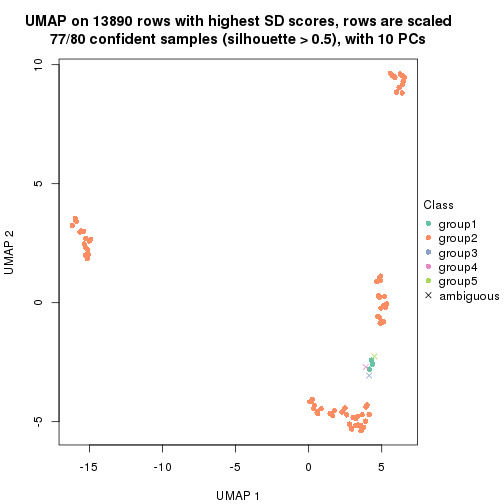 UMAP on 13890 rows with highest SD scores, rows are scaled
77/80 confident samples (silhouette > 0.5), with 10 PCs
10
5
0
-5
UMAP 2
-15
-10
-5
0
5
UMAP 1
Class
group1
group2
group3
group4
group5
ambiguous